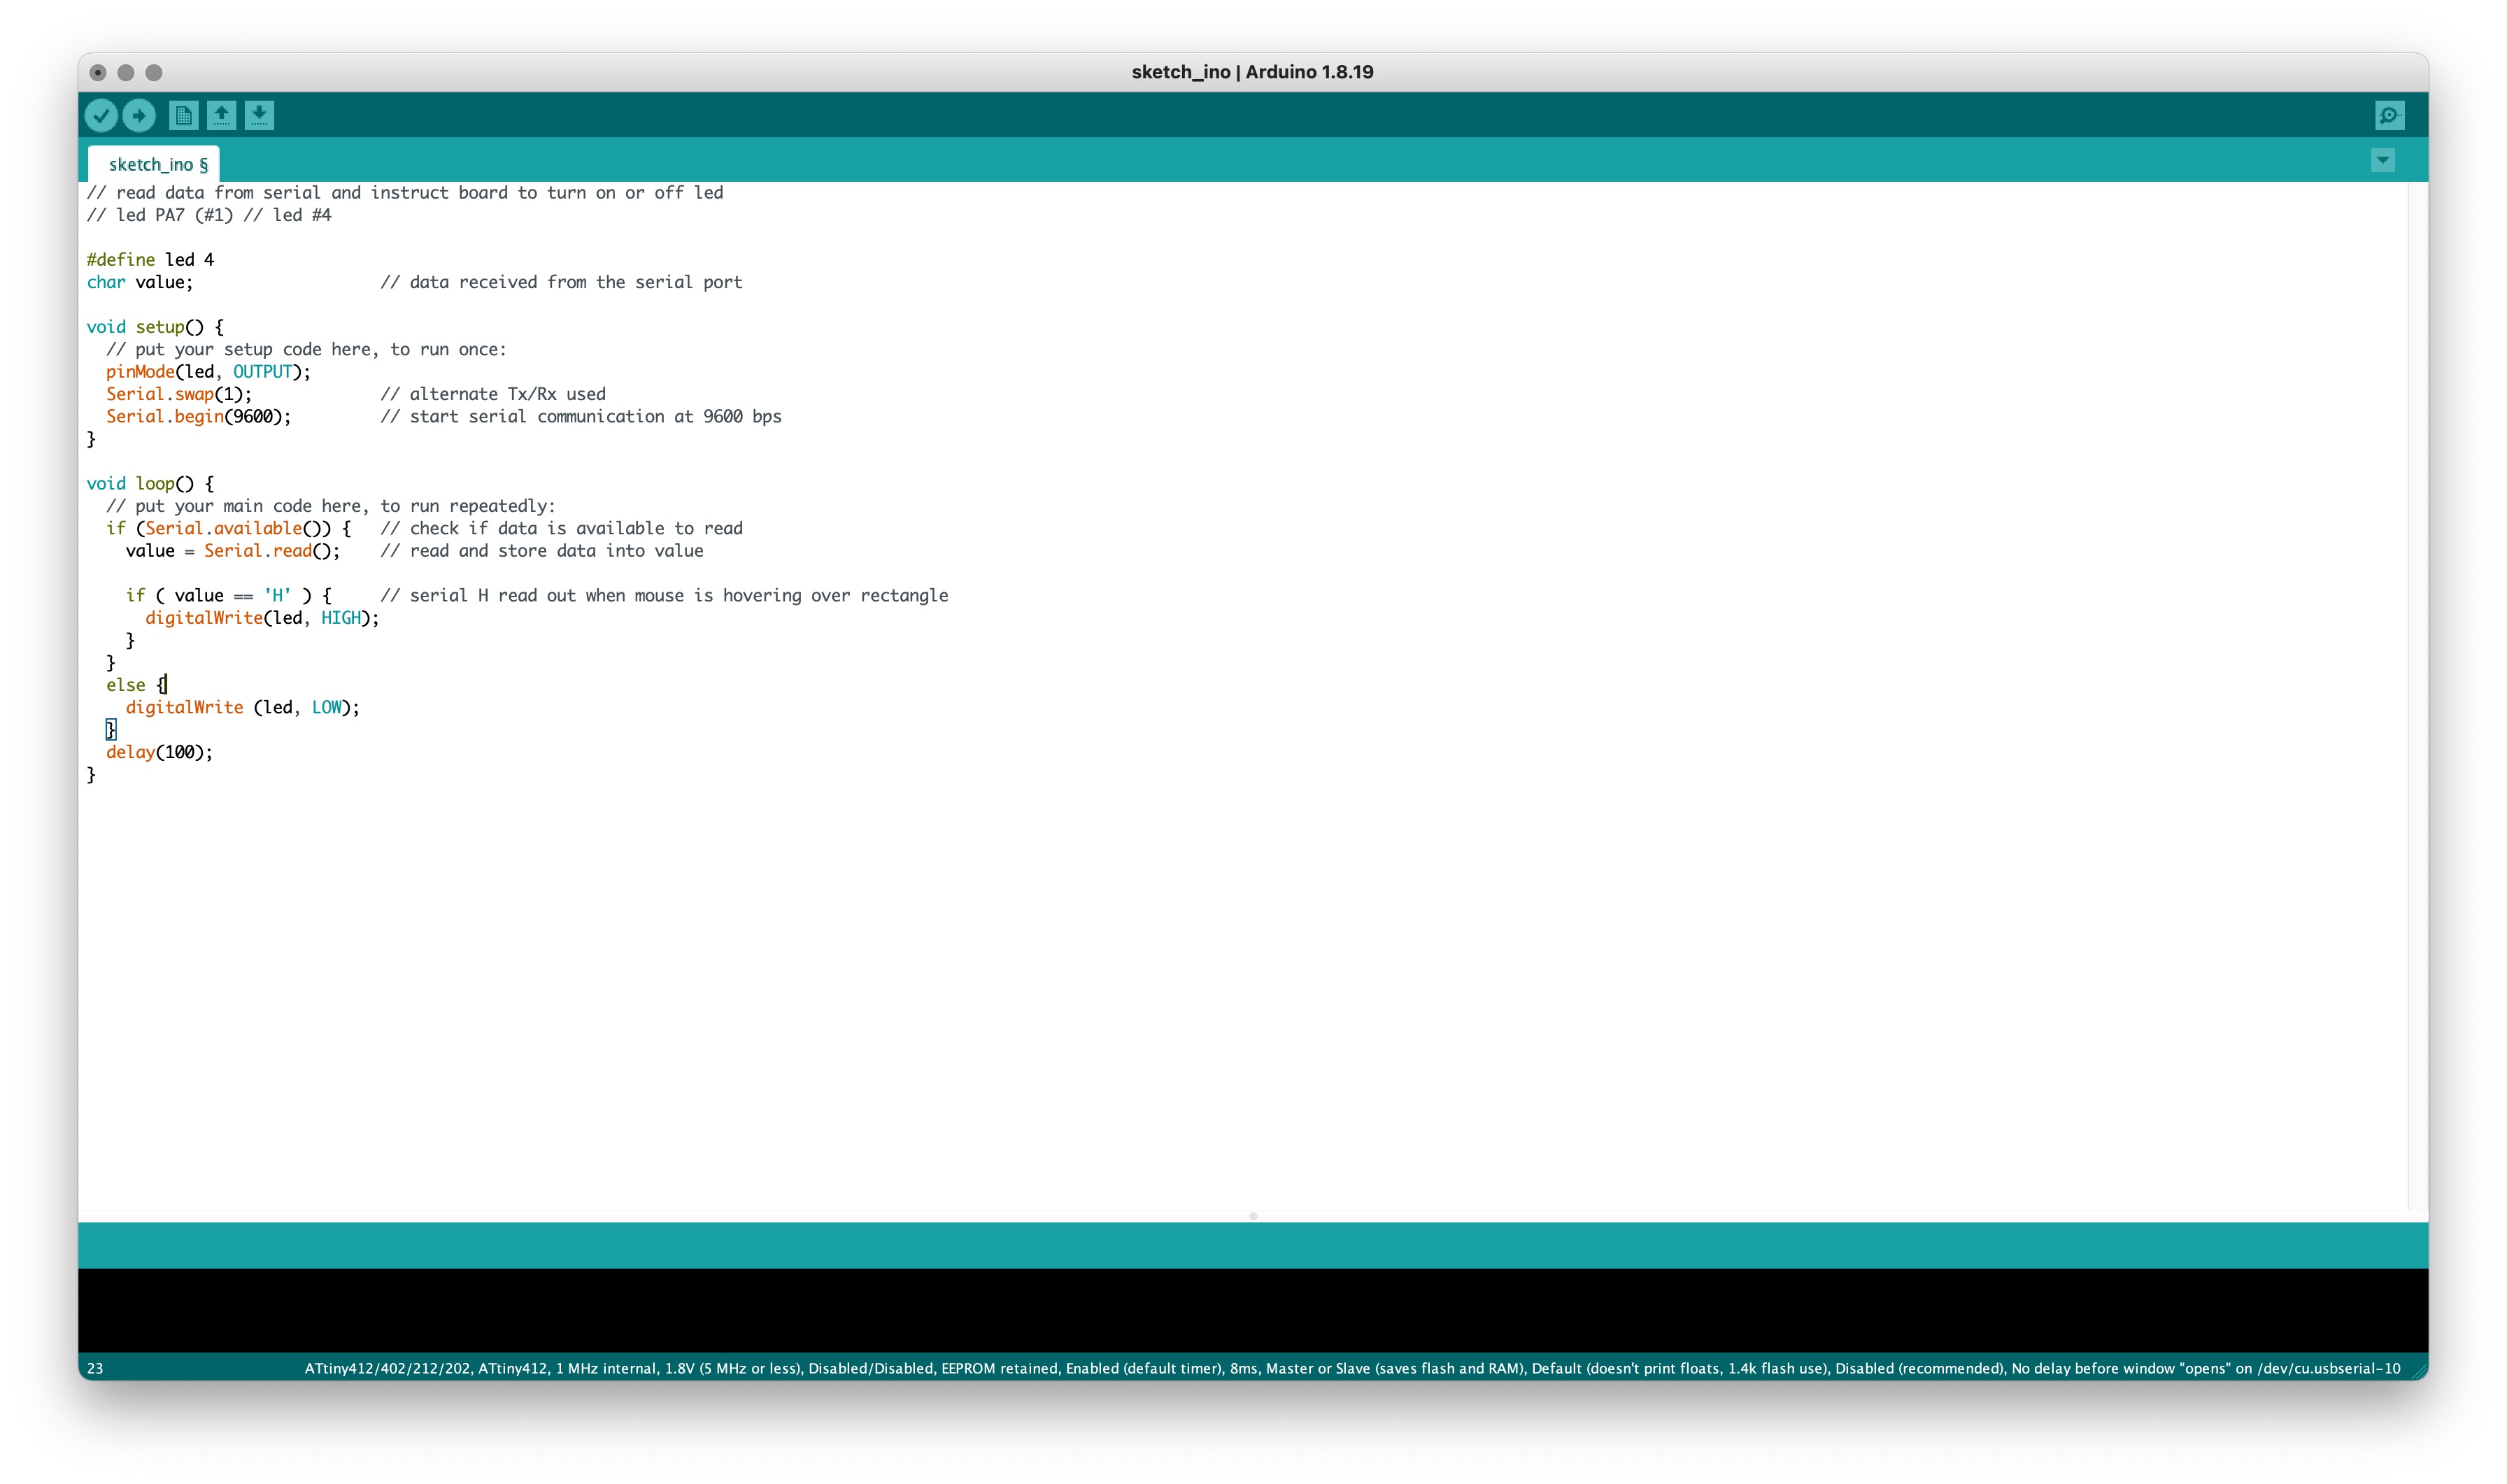 sketch_ino | Arduino 1.8.19
sketch_ino §
// read data from serial and instruct board to turn on or off led
// led PA7 (#1) // led #4
#define led 4
char value;                   // data received from the serial port
void setup() {
  // put your setup code here, to run once:
  pinMode(led, OUTPUT);
  Serial.swap(1);             // alternate Tx/Rx used
  Serial.begin(9600);         // start serial communication at 9600 bps
}
void loop() {
  // put your main code here, to run repeatedly:
  if (Serial.available()) {   // check if data is available to read
    value = Serial.read();    // read and store data into value
    if ( value == 'H' ) {     // serial H read out when mouse is hovering over rectangle
      digitalWrite(led, HIGH);
    }
  }
  else {
    digitalWrite (led, LOW);
  }
  delay(100);
}
23
ATtiny412/402/212/202, ATtiny412, 1 MHz internal, 1.8V (5 MHz or less), Disabled/Disabled, EEPROM retained, Enabled (default timer), 8ms, Master or Slave (saves flash and RAM), Default (doesn't print floats, 1.4k flash use), Disabled (recommended), No delay before window "opens" on /dev/cu.usbserial-10